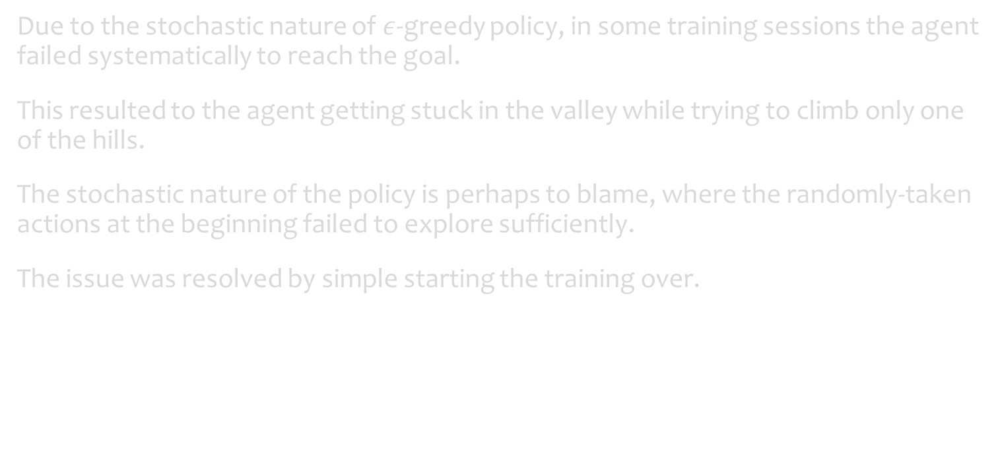 Due to the stochastic nature of ϵ-greedy policy, in some training sessions the agent
failed systematically to reach the goal.
This resulted to the agent getting stuck in the valley while trying to climb only one
of the hills.
The stochastic nature of the policy is perhaps to blame, where the randomly-taken
actions at the beginning failed to explore sufficiently.
The issue was resolved by simple starting the training over.